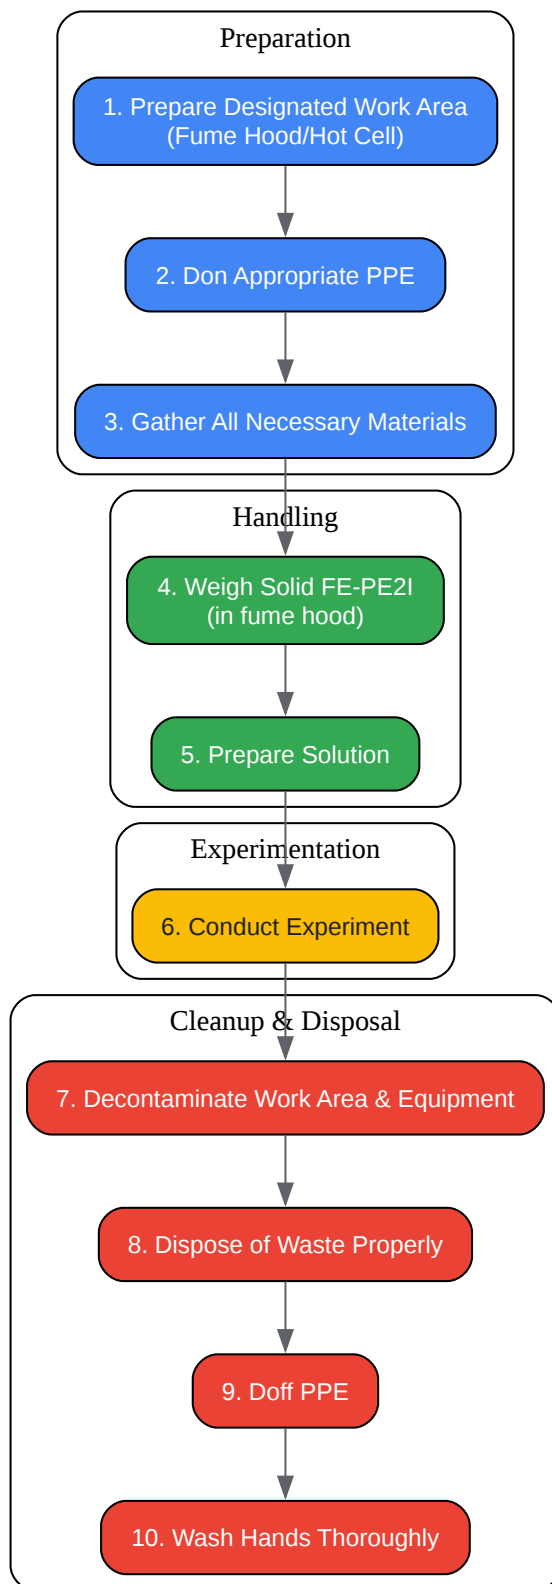 Preparation
1. Prepare Designated Work Area
(Fume Hood/Hot Cell)
2. Don Appropriate PPE
3. Gather All Necessary Materials
Handling
4. Weigh Solid FE-PE2I
(in fume hood)
5. Prepare Solution
Experimentation
6. Conduct Experiment
Cleanup & Disposal
7. Decontaminate Work Area & Equipment
8. Dispose of Waste Properly
9. Doff PPE
10. Wash Hands Thoroughly